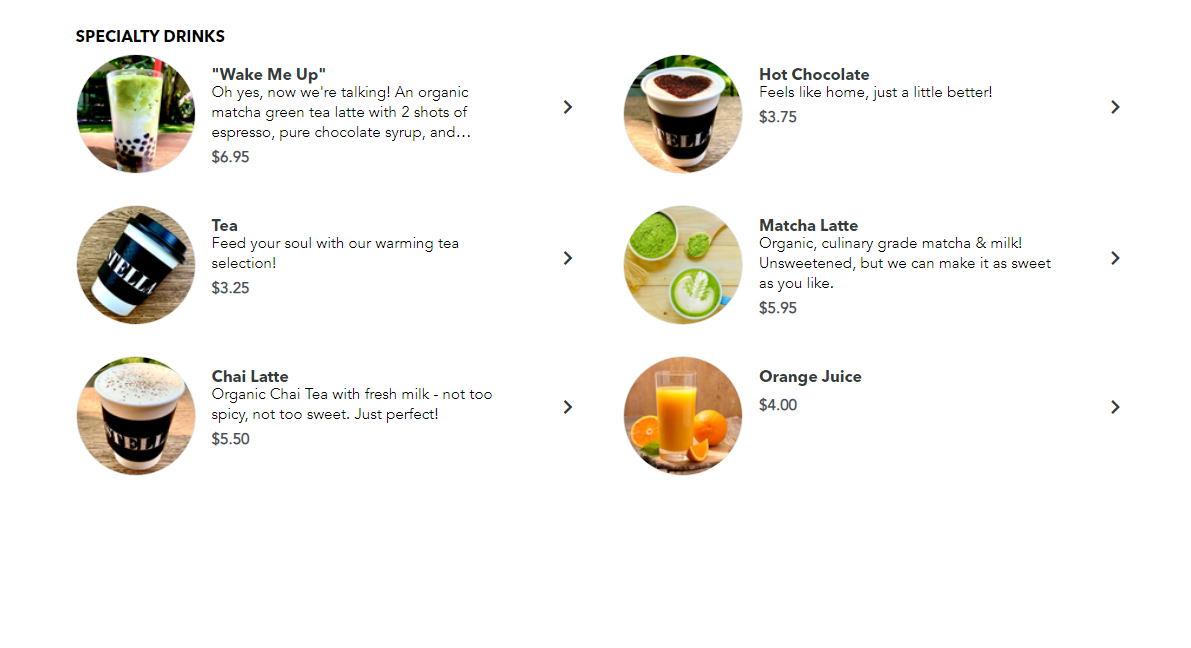 SPECIALTY DRINKS
"Wake Me Up"
Oh yes, now we're talking! An organic
matcha green tea latte with 2 shots of
espresso, pure chocolate syrup, and…
$6.95
Hot Chocolate
Feels like home, just a little better!
$3.75
STELLA
Tea
Feed your soul with our warming tea
selection!
$3.25
STELLA
Matcha Latte
Organic, culinary grade matcha & milk!
Unsweetened, but we can make it as sweet
as you like.
$5.95
Chai Latte
Organic Chai Tea with fresh milk - not too
spicy, not too sweet. Just perfect!
$5.50
STELLA
Orange Juice
$4.00